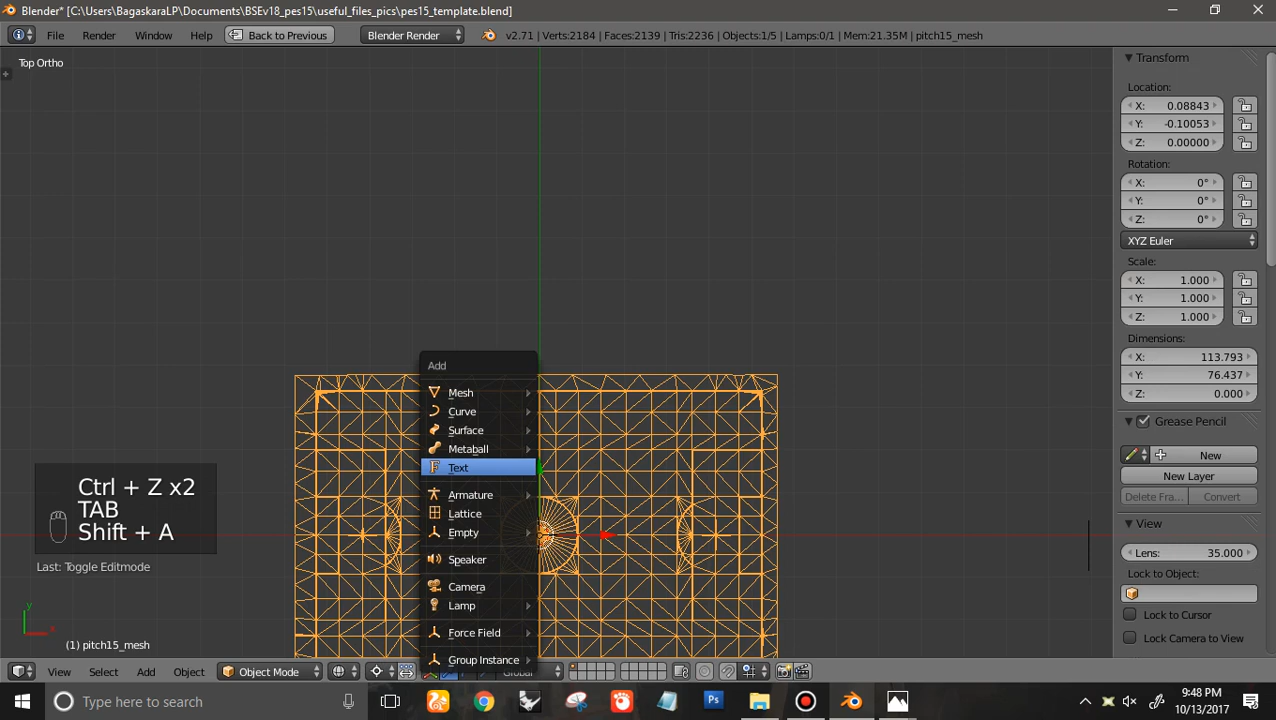 Blender* [C:\Users\BagaskaraLP\Documents\BSEv18_pes15\useful_files_pics\pes15_template.blend]
File Render Window Help Back to Previous Blender Render v2.71 | Verts:2184 | Faces:2139 | Tris:2236 | Objects:1/5 | Lamps:0/1 | Mem:21.35M | pitch15_mesh
Top Ortho
Transform
Location:
X: 0.08843
Y: -0.10053
Z: 0.00000
Rotation:
X: 0°
Y: 0°
Z: 0°
XYZ Euler
Scale:
X: 1.000
Y: 1.000
Z: 1.000
Dimensions:
X: 113.793
Y: 76.437
Z: 0.000
Grease Pencil
New
New Layer
Delete Fra... Convert
View
Lens: 35.000
Lock to Object:
Lock to Cursor
Lock Camera to View
Add
Mesh
Curve
Surface
Metaball
Text
Armature
Lattice
Empty
Speaker
Camera
Lamp
Force Field
Group Instance
Ctrl + Z x2
TAB
Shift + A
Last: Toggle Editmode
y
x
(1) pitch15_mesh
View Select Add Object Object Mode Global
Type here to search
Ps
9:48 PM
10/13/2017